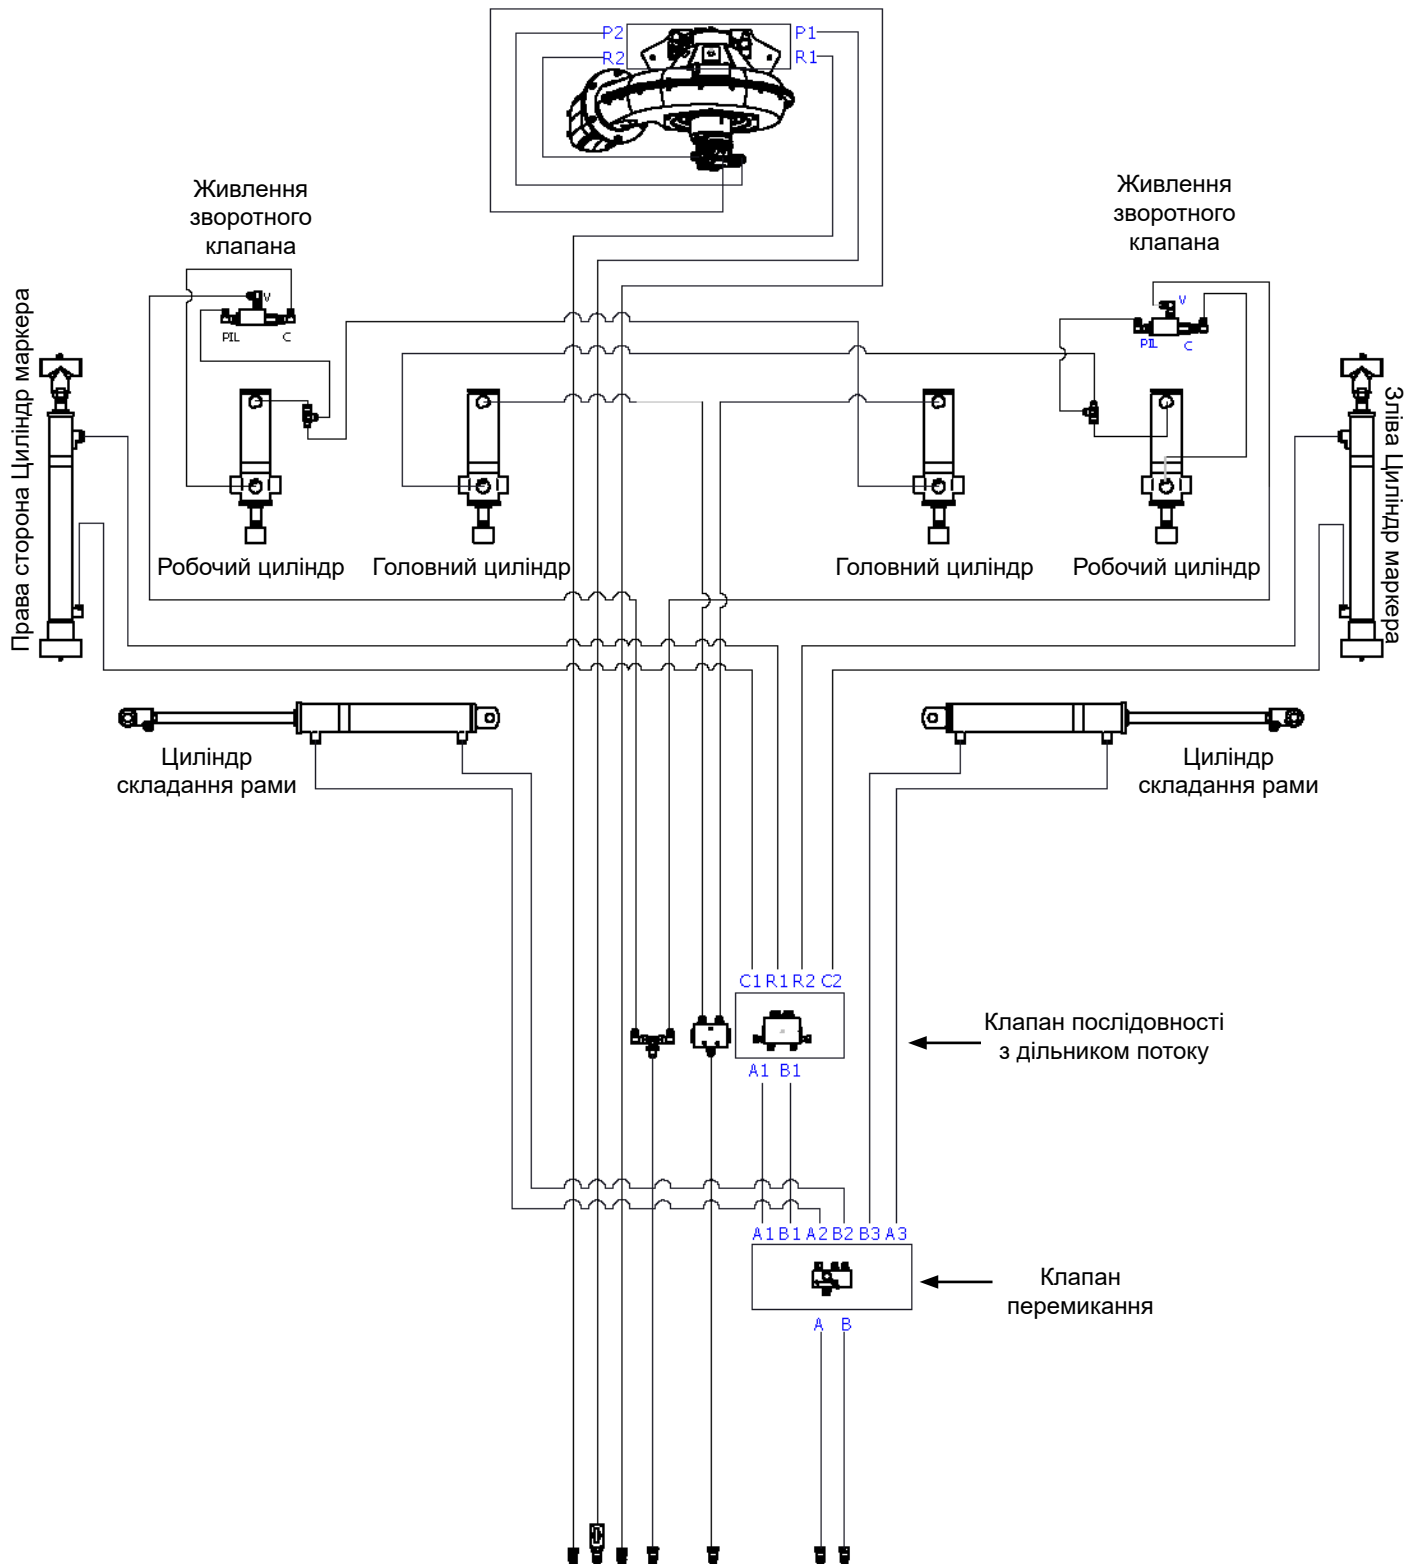 P2
P1
R2
R1
Живлення
зворотного
клапана
Живлення
зворотного
клапана
V
PIL
C
V
PIL
C
Права сторона Циліндр маркера
Зліва Циліндр маркера
Робочий циліндр
Головний циліндр
Головний циліндр
Робочий циліндр
Циліндр
складання рами
Циліндр
складання рами
C1 R1 R2 C2
Клапан послідовності
з дільником потоку
A1 B1
A1 B1 A2 B2 B3 A3
Клапан
перемикання
A B